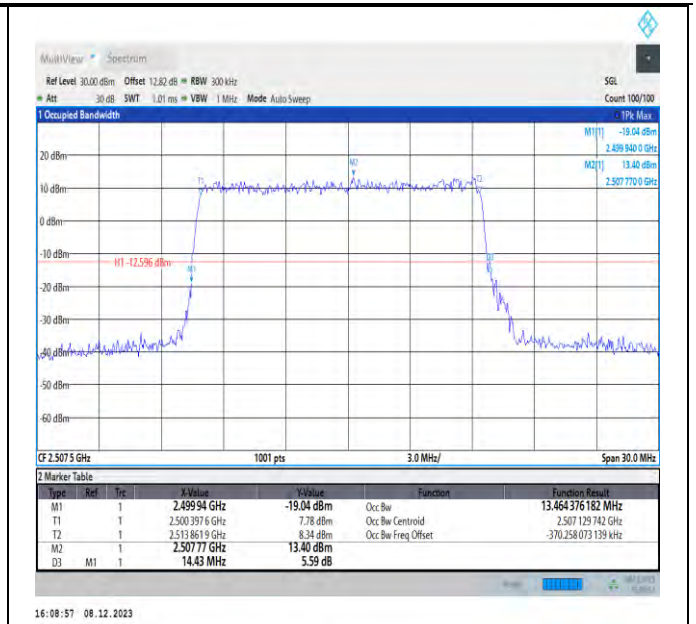 MultiView Spectrum
Ref Level 30.00 dBm Offset 12.82 dB RBW 300 kHz SGL
Att 30 dB SWT 1.01 ms VBW 1 MHz Mode Auto Sweep Count 100/100
1 Occupied Bandwidth 1Pk Max
M1[1] -19.04 dBm
2.499 940 0 GHz
M2[1] 13.40 dBm
2.507 770 0 GHz
20 dBm
M2
T1 T2
10 dBm
0 dBm
-10 dBm
H1 -12.596 dBm
D3
M1
-20 dBm
-30 dBm
-40 dBm
-50 dBm
-60 dBm
CF 2.507 5 GHz 1001 pts 3.0 MHz/ Span 30.0 MHz
2 Marker Table
Type Ref Trc X-Value Y-Value Function Function Result
M1 1 2.499 94 GHz -19.04 dBm Occ Bw 13.464 376 182 MHz
T1 1 2.500 397 6 GHz 7.78 dBm Occ Bw Centroid 2.507 129 742 GHz
T2 1 2.513 861 9 GHz 8.34 dBm Occ Bw Freq Offset -370.258 073 139 kHz
M2 1 2.507 77 GHz 13.40 dBm
D3 M1 1 14.43 MHz 5.59 dB
16:08:57 08.12.2023